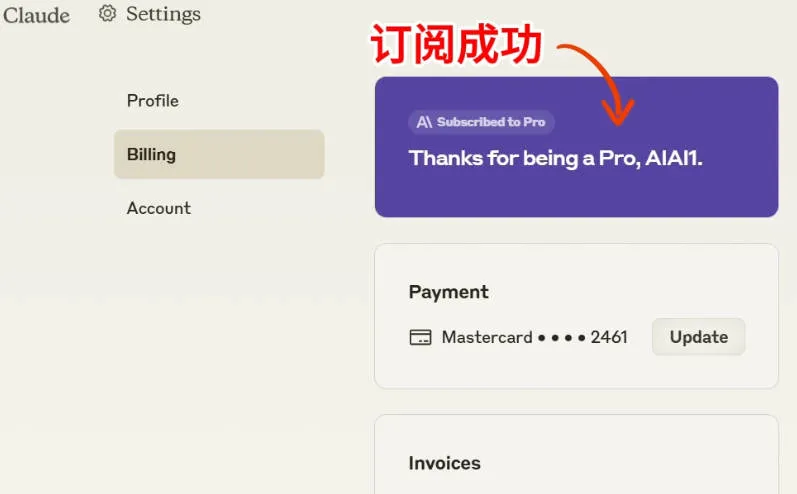 Claude
Settings
订阅成功
Profile
Billing
Account
A\ Subscribed to Pro
Thanks for being a Pro, AIAI1.
Payment
Mastercard •••• 2461
Update
Invoices